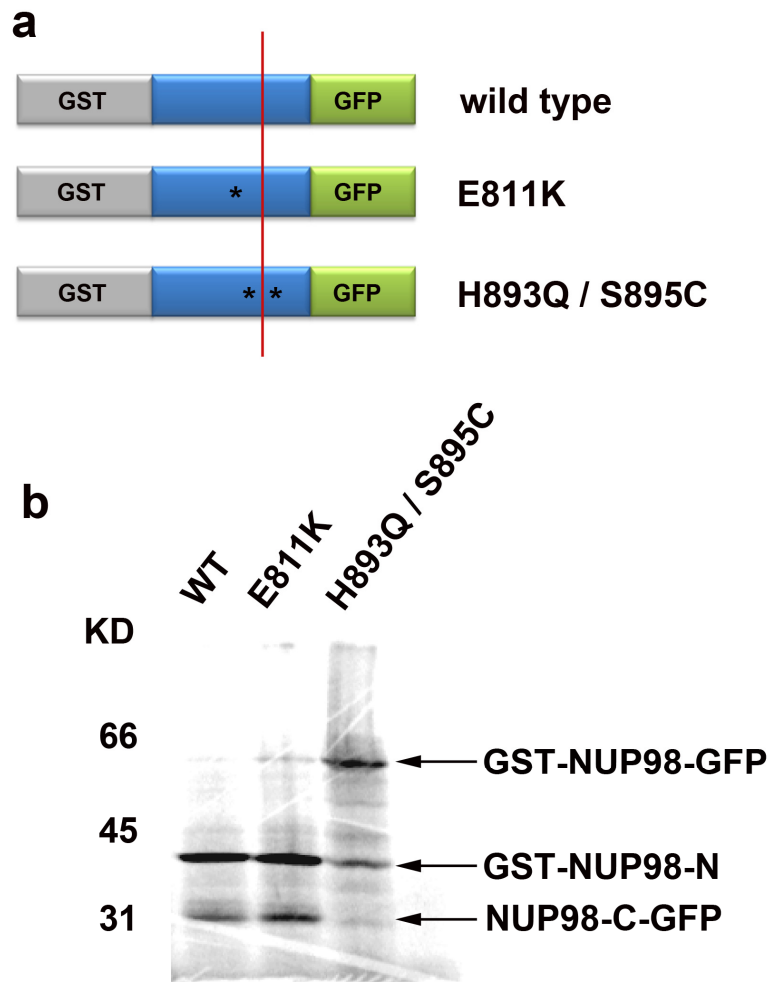 a
GST GFP wild type
GST * GFP E811K
GST * * GFP H893Q / S895C
b
WT E811K H893Q / S895C
KD
66
GST-NUP98-GFP
45
GST-NUP98-N
31
NUP98-C-GFP